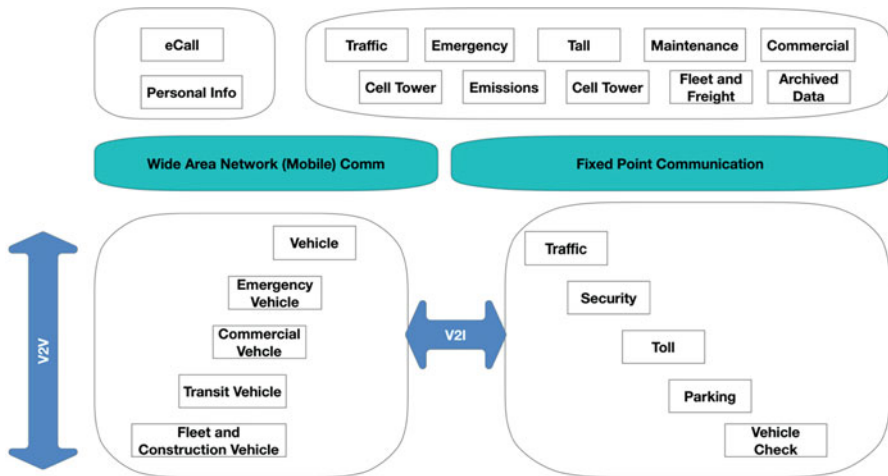 eCall
Personal Info
Traffic
Emergency
Tall
Maintenance
Commercial
Cell Tower
Emissions
Cell Tower
Fleet and
Freight
Archived
Data
Wide Area Network (Mobile) Comm
Fixed Point Communication
V2V
Vehicle
Emergency
Vehicle
Commercial
Vehcle
Transit Vehicle
Fleet and
Construction Vehicle
V2I
Traffic
Security
Toll
Parking
Vehicle
Check